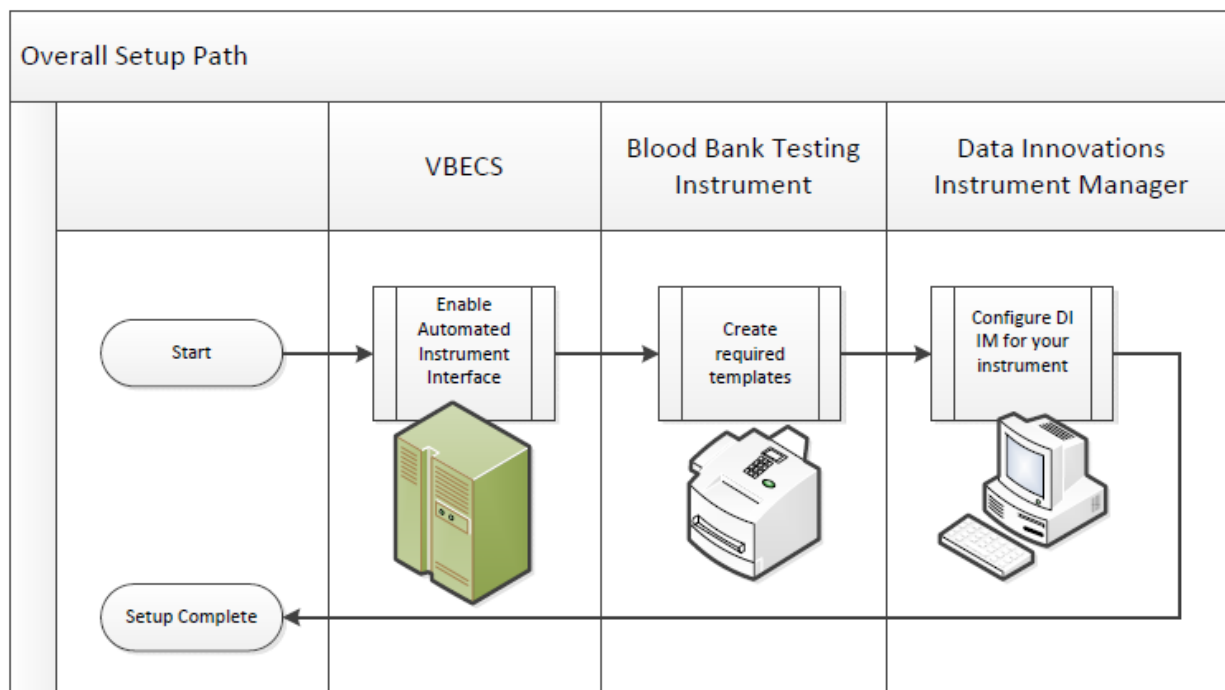 Overall Setup Path
VBECS
Blood Bank Testing
Instrument
Data Innovations
Instrument Manager
Start
Enable
Automated
Instrument
Interface
Create
required
templates
Configure DI
IM for your
instrument
Setup Complete